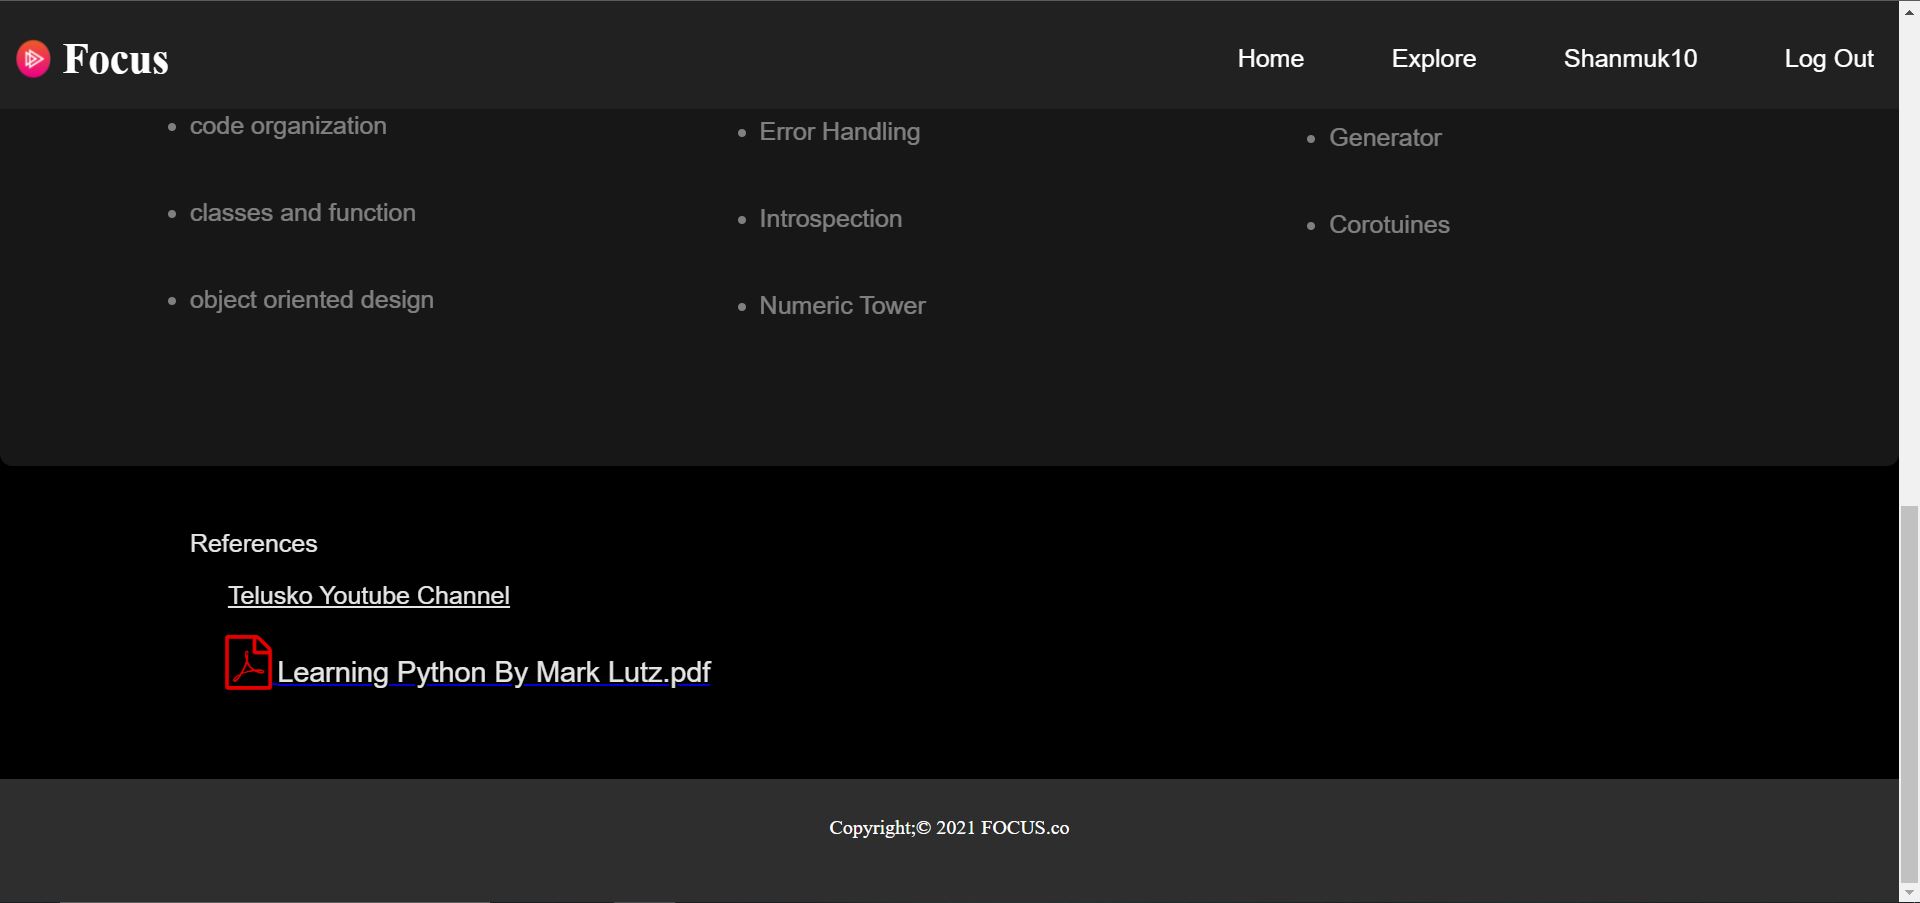 Focus
Home Explore Shanmuk10 Log Out
code organization
classes and function
object oriented design
Error Handling
Introspection
Numeric Tower
Generator
Corotuines
References
Telusko Youtube Channel
Learning Python By Mark Lutz.pdf
Copyright;© 2021 FOCUS.co